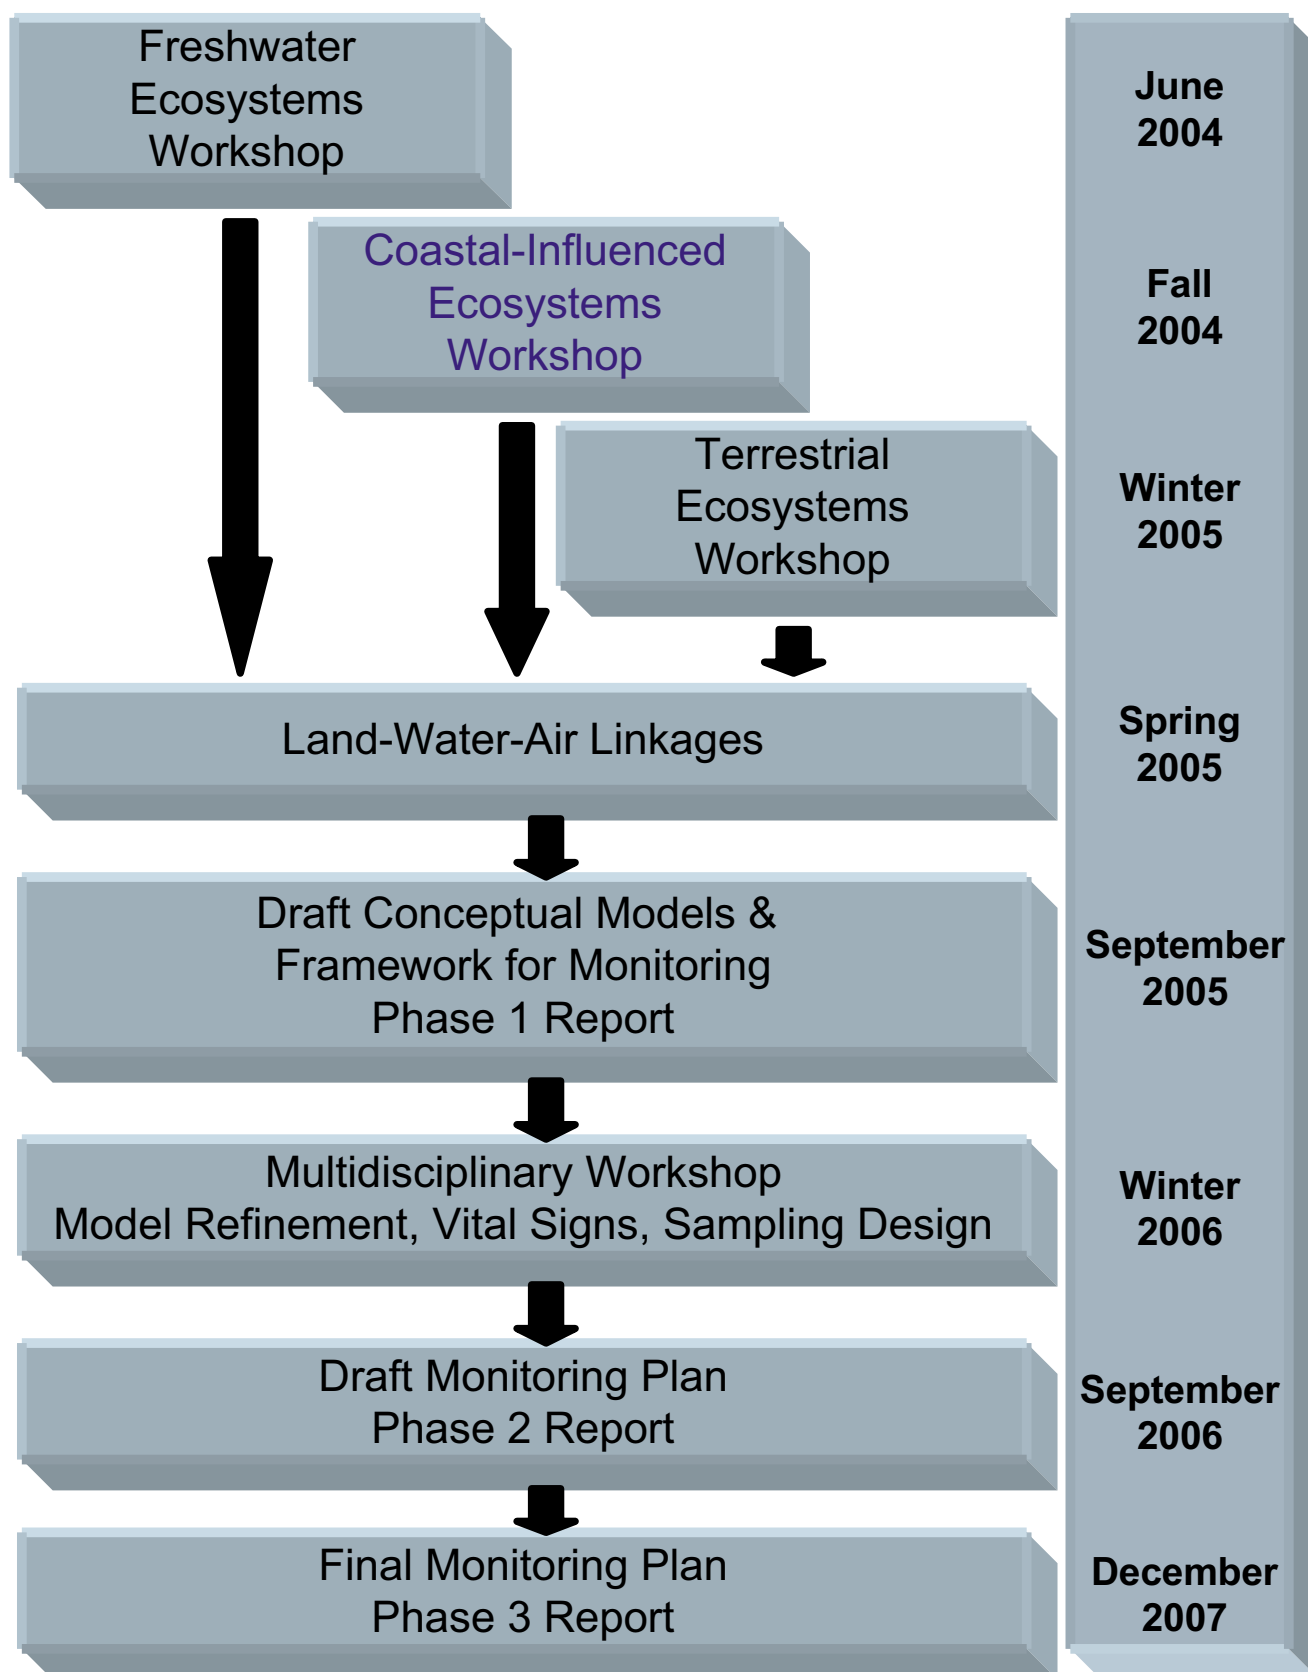 Freshwater
Ecosystems
Workshop
June
2004
Coastal-Influenced
Ecosystems
Workshop
Fall
2004
Terrestrial
Ecosystems
Workshop
Winter
2005
Land-Water-Air Linkages
Spring
2005
Draft Conceptual Models &
Framework for Monitoring
Phase 1 Report
September
2005
Multidisciplinary Workshop
Model Refinement, Vital Signs, Sampling Design
Winter
2006
Draft Monitoring Plan
Phase 2 Report
September
2006
Final Monitoring Plan
Phase 3 Report
December
2007